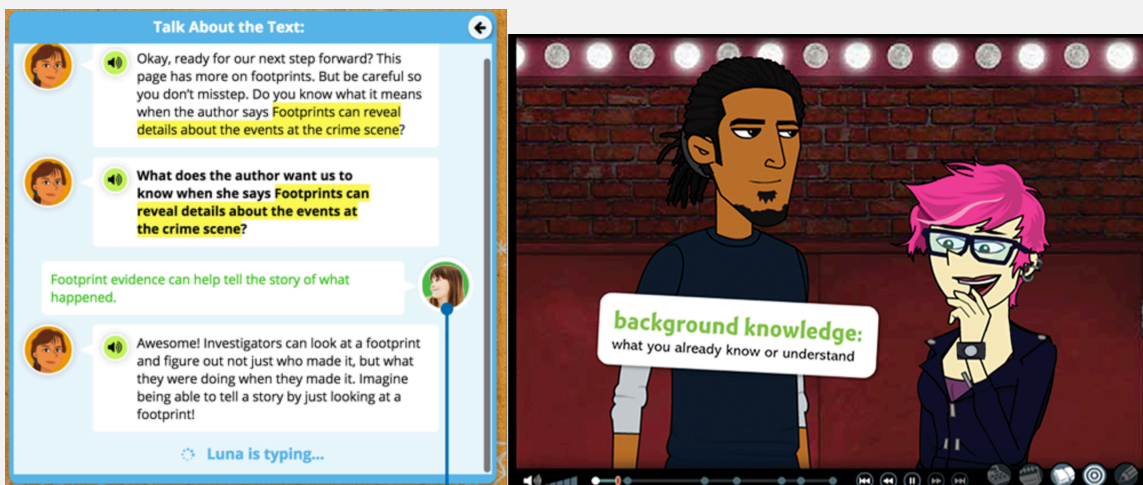 Talk About the Text:
Okay, ready for our next step forward? This
page has more on footprints. But be careful so
you don't misstep. Do you know what it means
when the author says Footprints can reveal
details about the events at the crime scene?
What does the author want us to
know when she says Footprints can
reveal details about the events at
the crime scene?
Footprint evidence can help tell the story of what
happened.
Awesome! Investigators can look at a footprint
and figure out not just who made it, but what
they were doing when they made it. Imagine
being able to tell a story by just looking at a
footprint!
Luna is typing...
background knowledge:
what you already know or understand